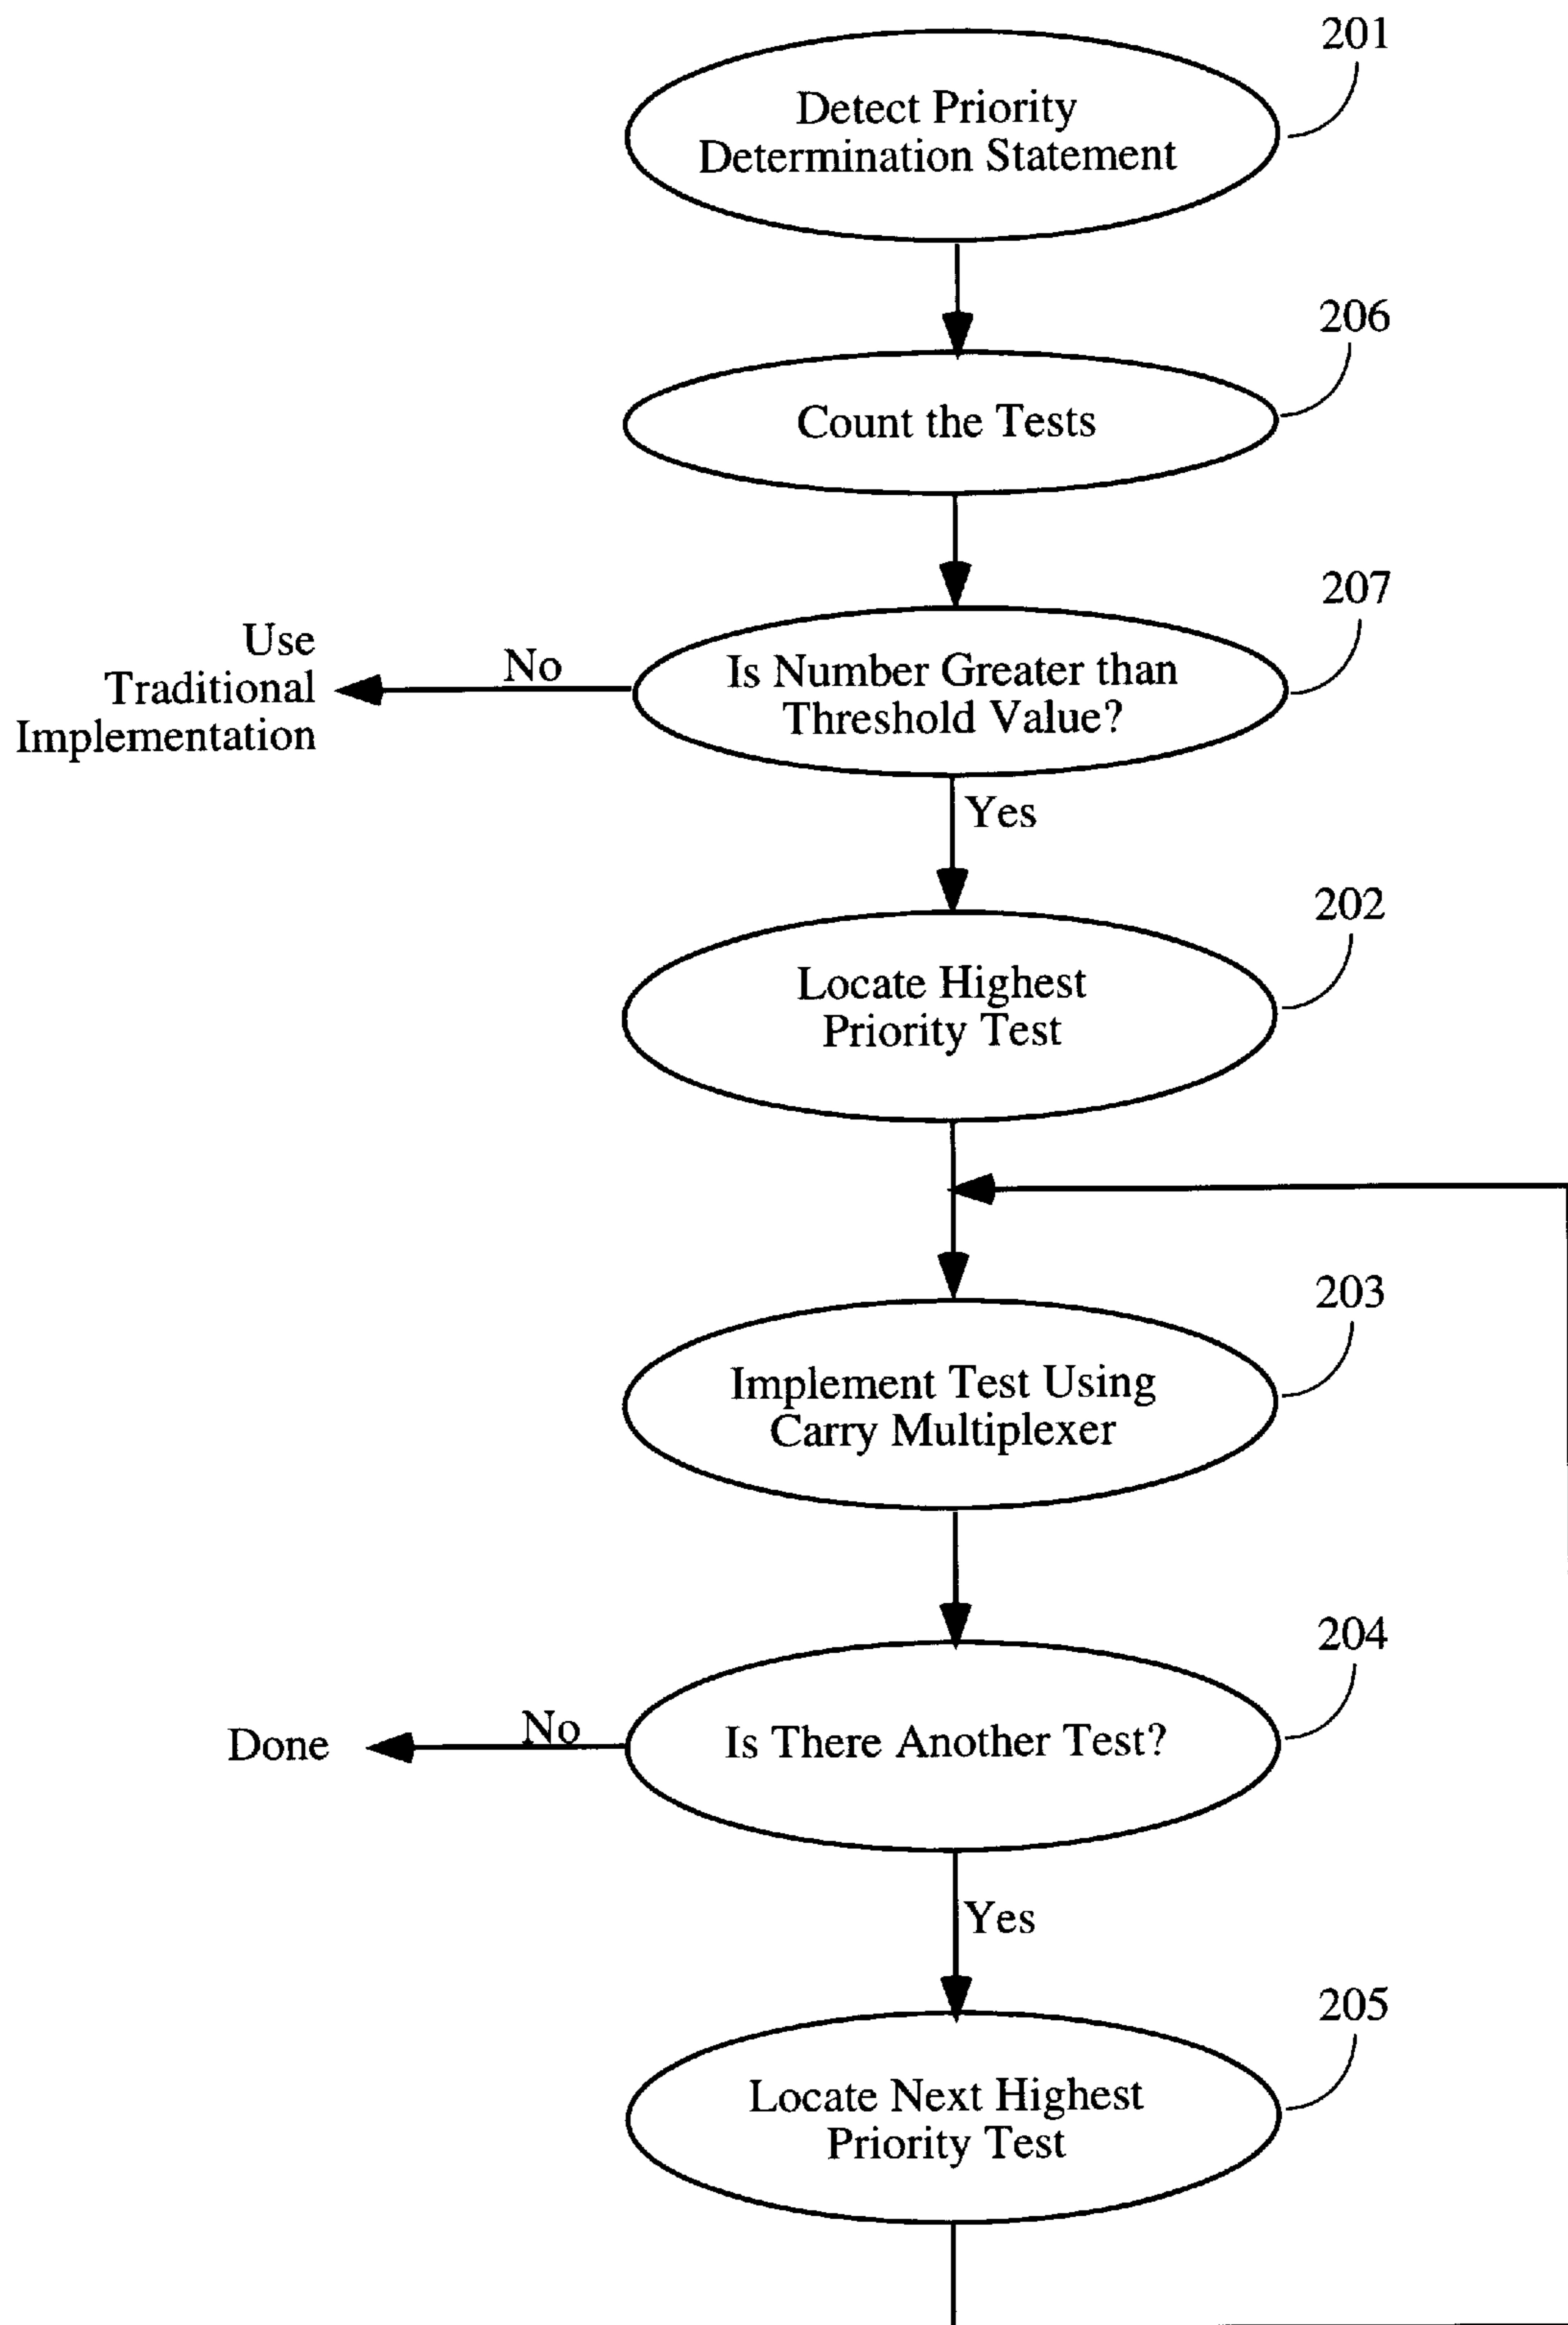 201
Detect Priority
Determination Statement
206
Count the Tests
207
Is Number Greater than
Threshold Value?
No
Use
Traditional
Implementation
Yes
202
Locate Highest
Priority Test
203
Implement Test Using
Carry Multiplexer
204
Is There Another Test?
No
Done
Yes
205
Locate Next Highest
Priority Test